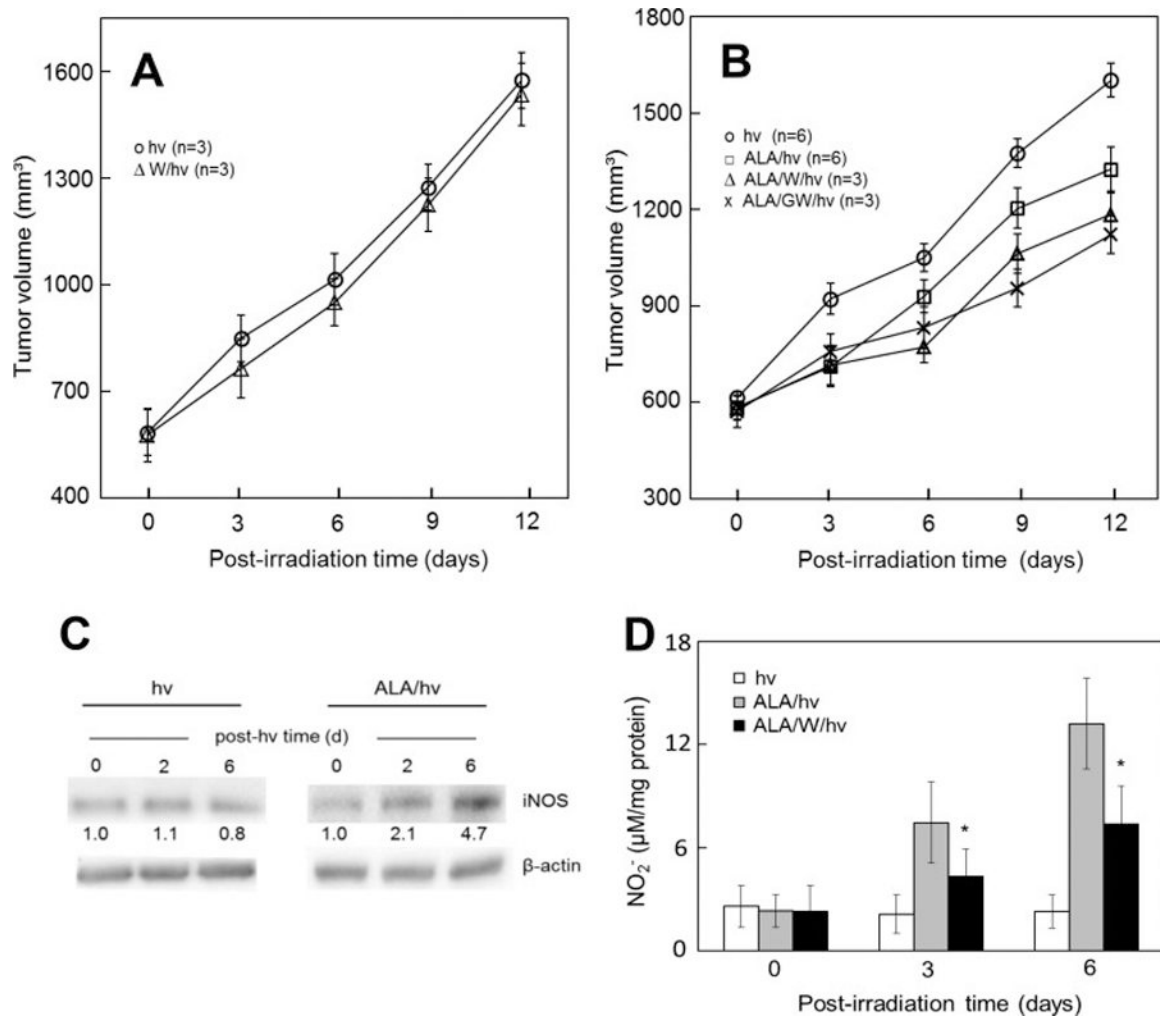 A
1600
1300
1000
700
400
Tumor volume (mm³)
○ hv (n=3)
△ W/hv (n=3)
0 3 6 9 12
Post-irradiation time (days)
B
1800
1500
1200
900
600
300
Tumor volume (mm³)
○ hv (n=6)
□ ALA/hv (n=6)
△ ALA/W/hv (n=3)
× ALA/GW/hv (n=3)
0 3 6 9 12
Post-irradiation time (days)
C
hv ALA/hv
post-hv time (d)
0 2 6 0 2 6
iNOS
1.0 1.1 0.8 1.0 2.1 4.7
β-actin
D
18
12
6
0
NO₂⁻ (µM/mg protein)
hv
ALA/hv
ALA/W/hv
*
*
0 3 6
Post-irradiation time (days)